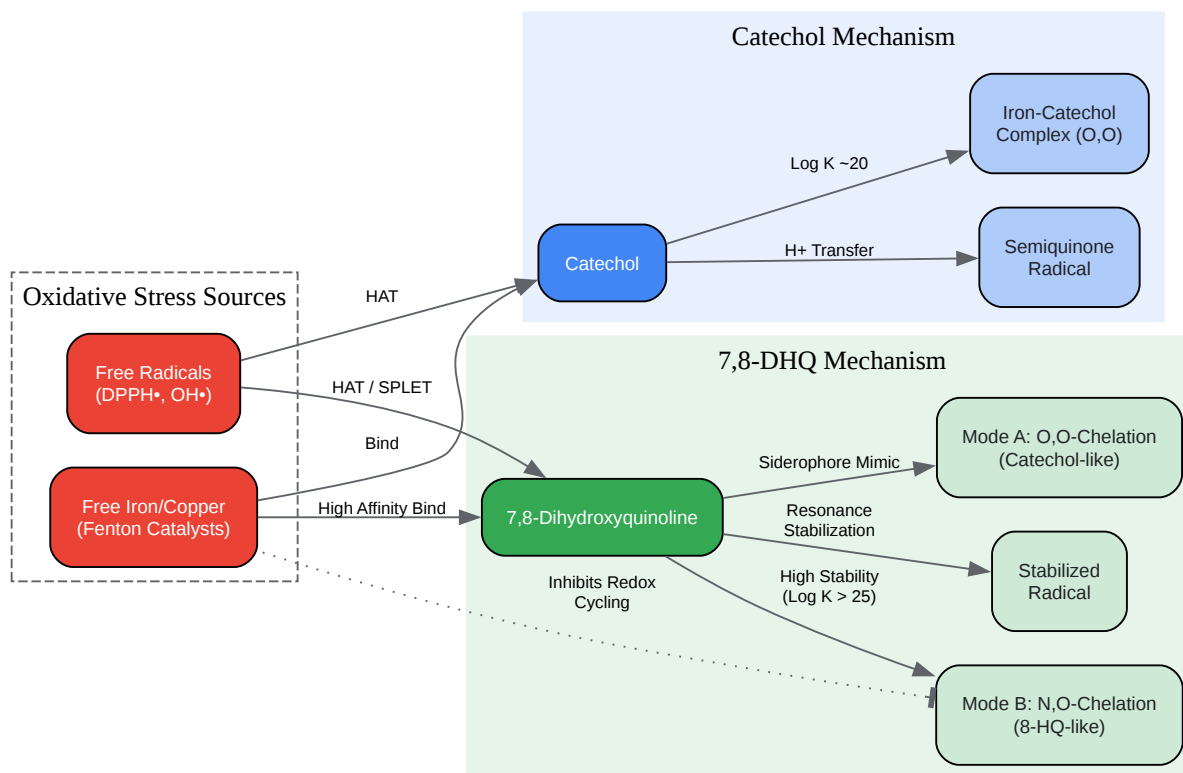 Catechol Mechanism
Iron-Catechol
Complex (O,O)
Log K ~20
Catechol
H+ Transfer
Semiquinone
Radical
Oxidative Stress Sources
HAT
Free Radicals
(DPPH•, OH•)
HAT / SPLET
Bind
Free Iron/Copper
(Fenton Catalysts)
High Affinity Bind
7,8-DHQ Mechanism
7,8-Dihydroxyquinoline
Siderophore Mimic
Mode A: O,O-Chelation
(Catechol-like)
Resonance
Stabilization
Stabilized
Radical
High Stability
(Log K > 25)
Inhibits Redox
Cycling
Mode B: N,O-Chelation
(8-HQ-like)